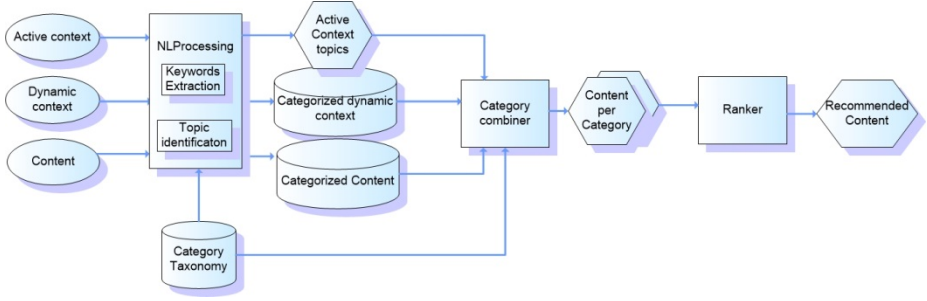 Active context
Dynamic
context
Content
NLProcessing
Keywords
Extraction
Topic
identificaton
Category
Taxonomy
Active
Context
topics
Categorized dynamic
context
Categorized Content
Category
combiner
Content
per
Category
Ranker
Recommended
Content